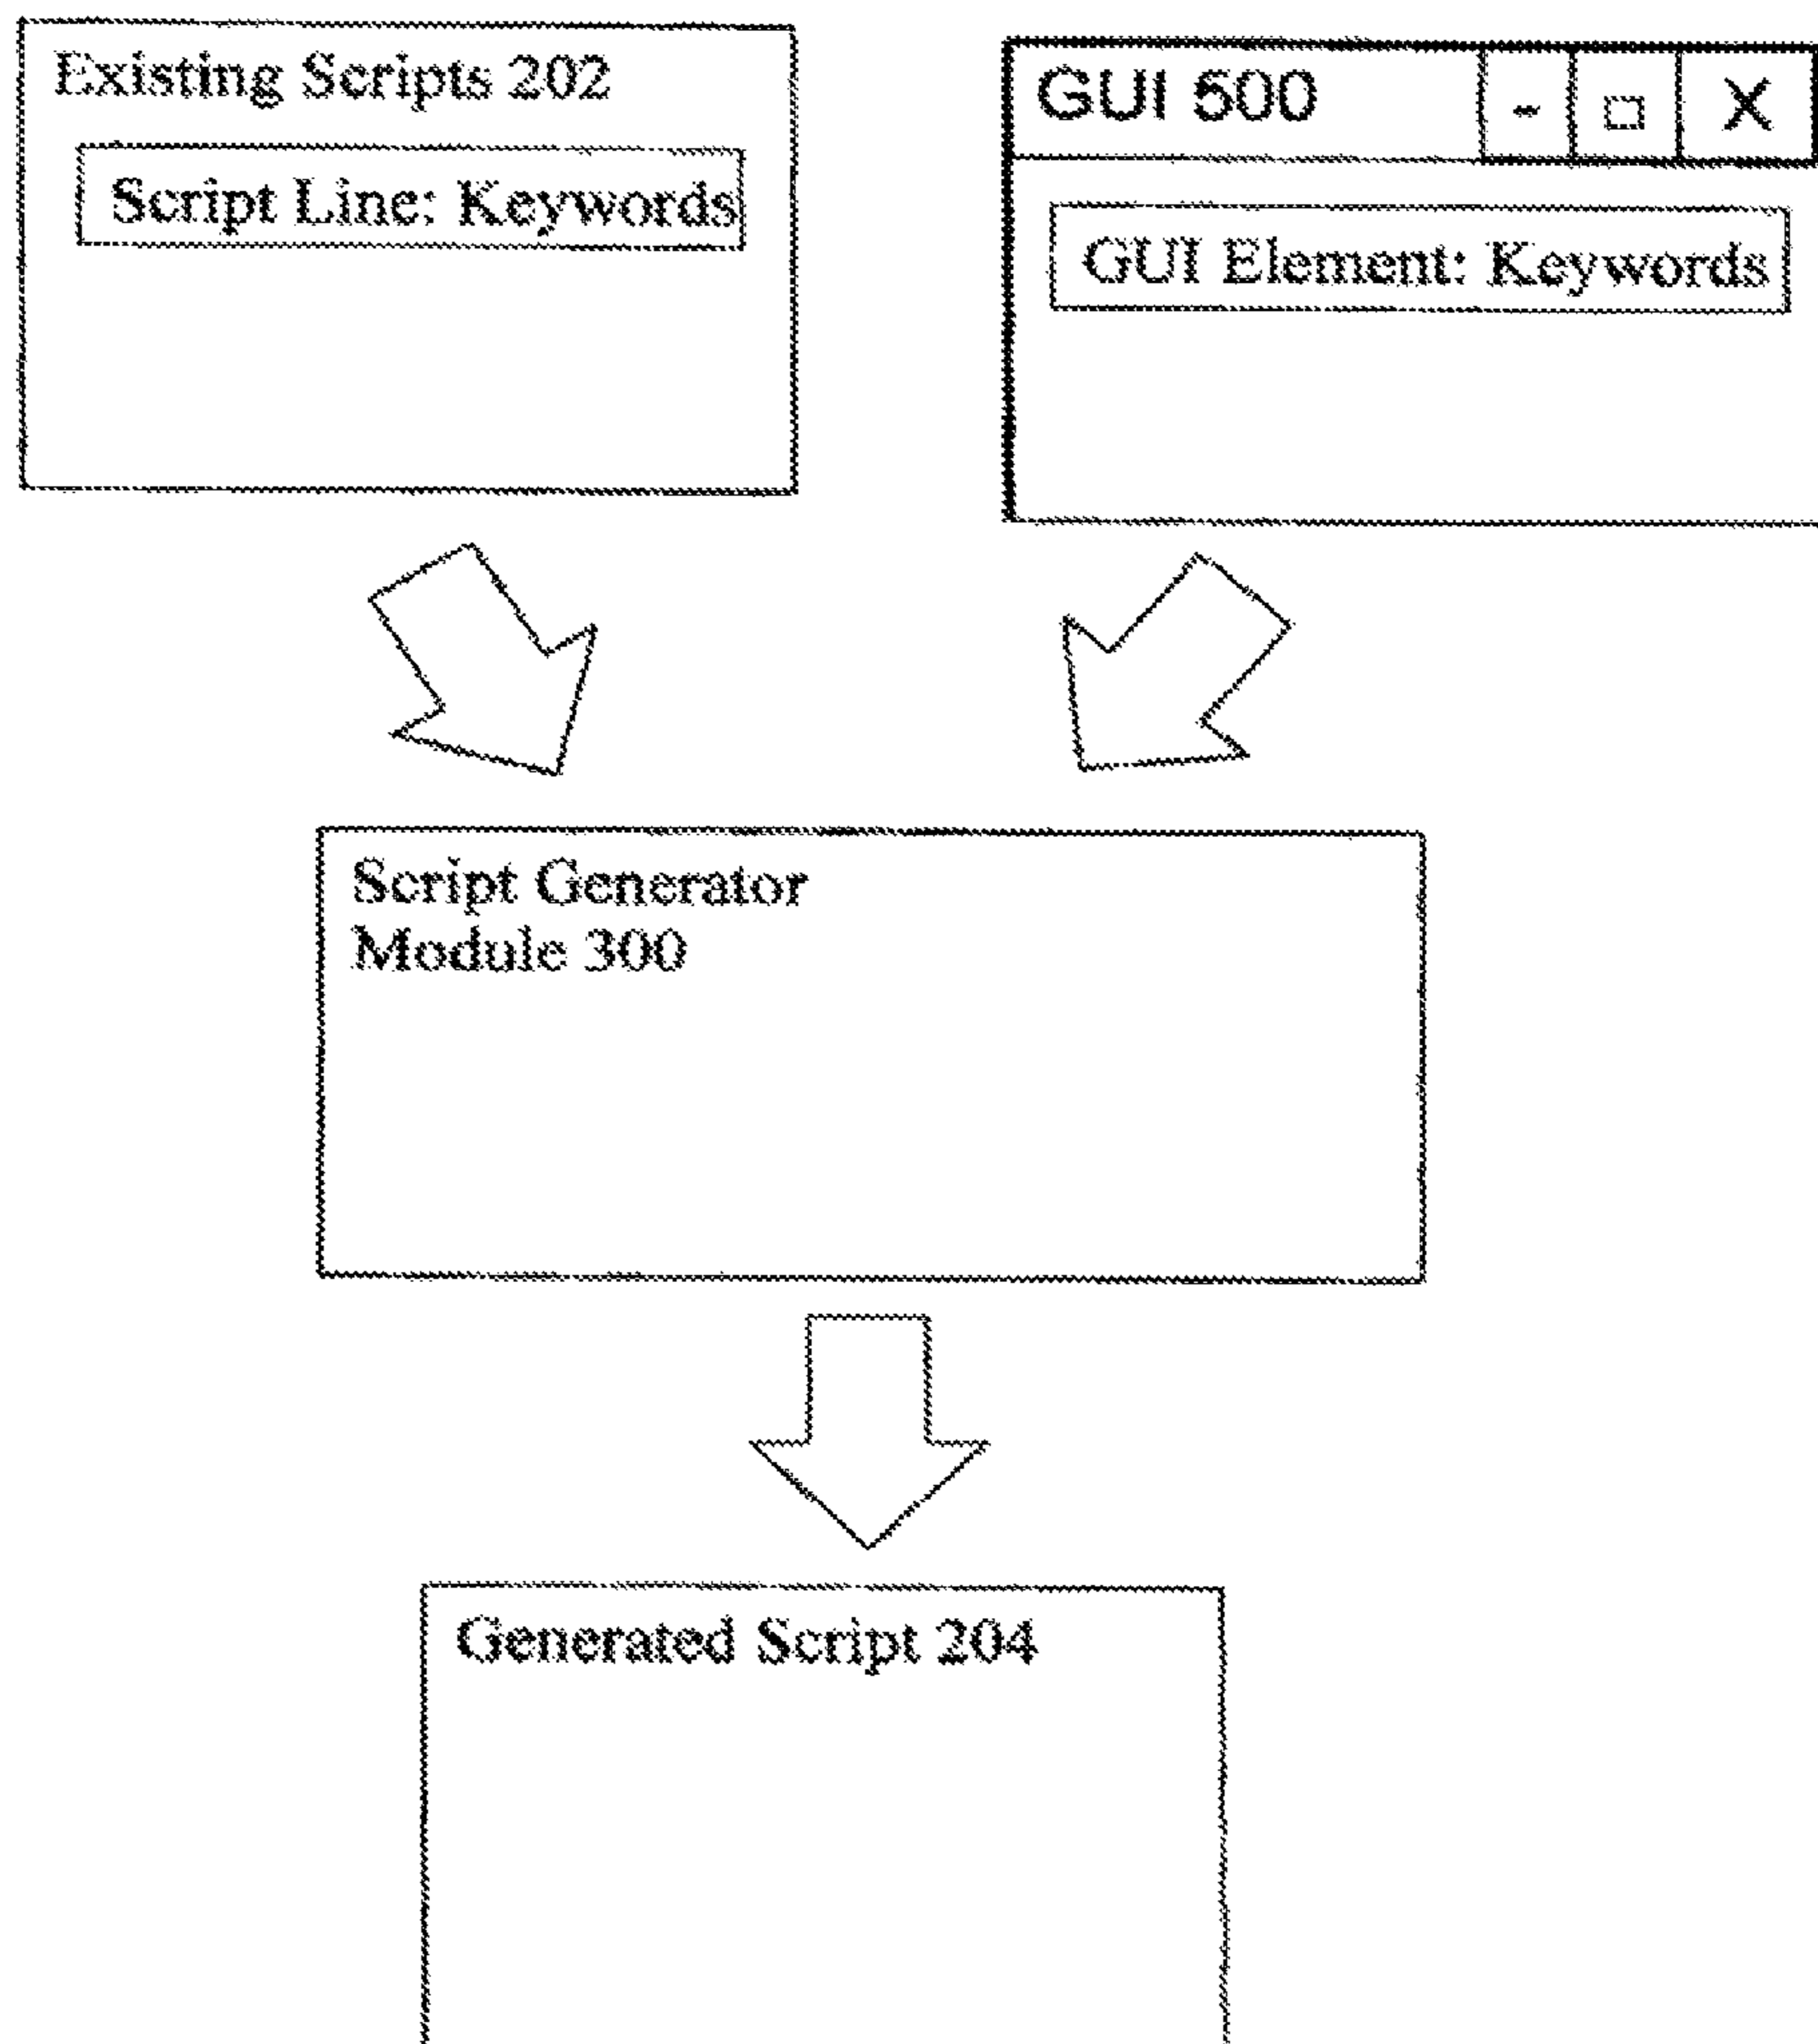 Existing Scripts 202
Script Line: Keywords
GUI 500 - □ X
GUI Element: Keywords
Script Generator
Module 300
Generated Script 204